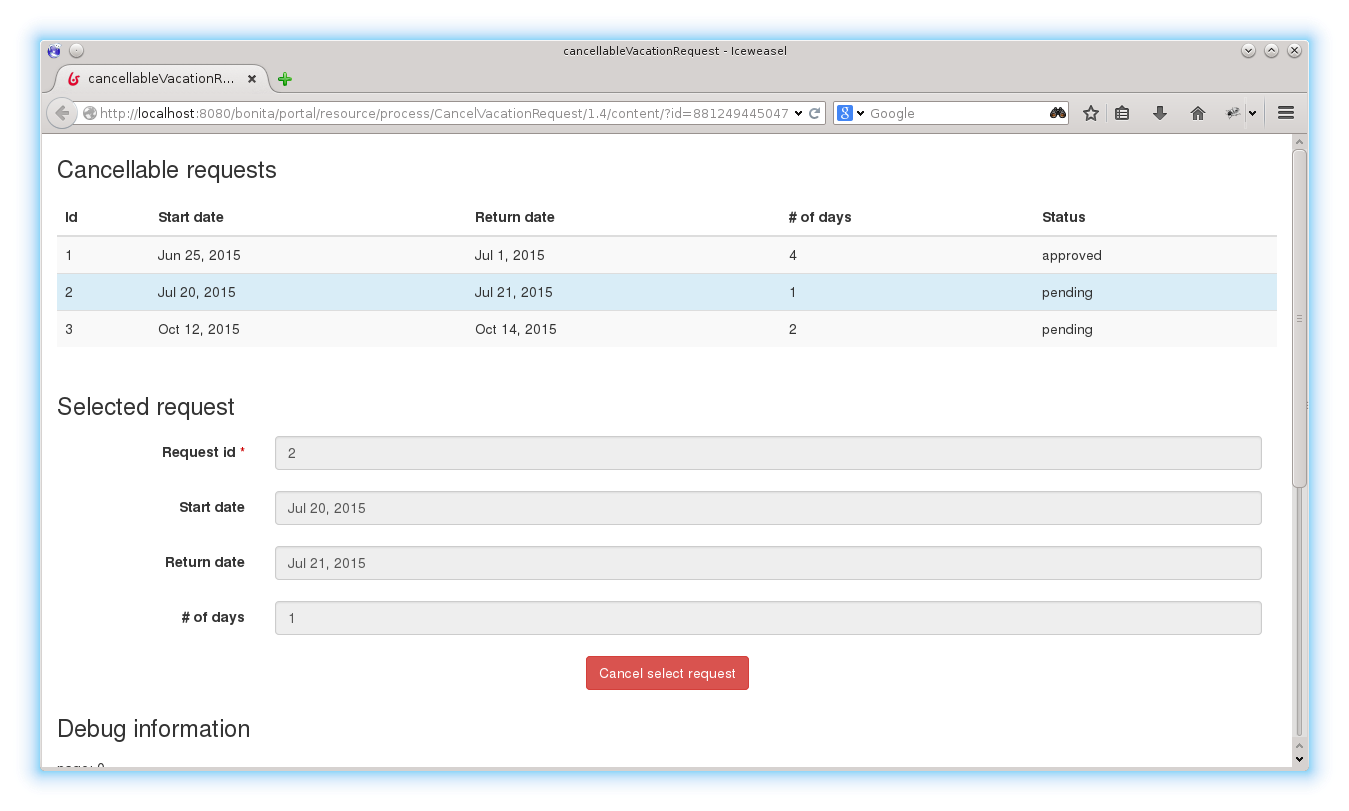 cancellableVacationRequest - Iceweasel
cancellableVacationR...
http://localhost:8080/bonita/portal/resource/process/CancelVacationRequest/1.4/content/?id=881249445047
8 Google
Cancellable requests
Id Start date Return date # of days Status
1 Jun 25, 2015 Jul 1, 2015 4 approved
2 Jul 20, 2015 Jul 21, 2015 1 pending
3 Oct 12, 2015 Oct 14, 2015 2 pending
Selected request
Request id * 2
Start date Jul 20, 2015
Return date Jul 21, 2015
# of days 1
Cancel select request
Debug information